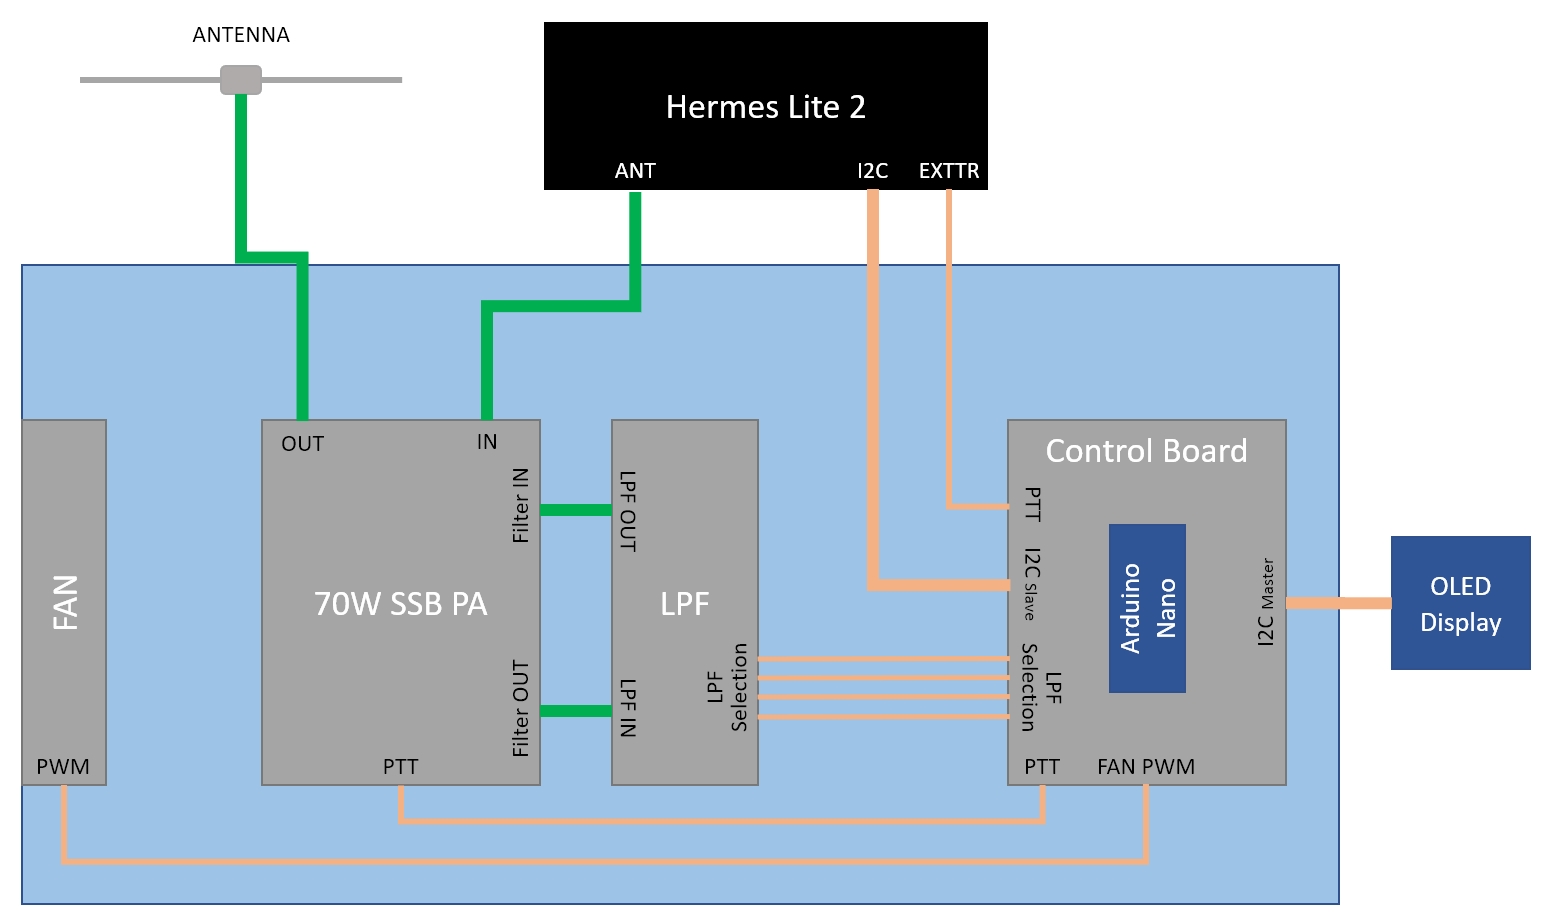 ANTENNA
Hermes Lite 2
ANT
I2C
EXTTR
OUT
IN
Filter IN
Filter OUT
70W SSB PA
PTT
FAN
PWM
LPF OUT
LPF
LPF IN
LPF
Selection
Control Board
PTT
I2C Slave
LPF
Selection
Arduino
Nano
I2C Master
PTT
FAN PWM
OLED
Display